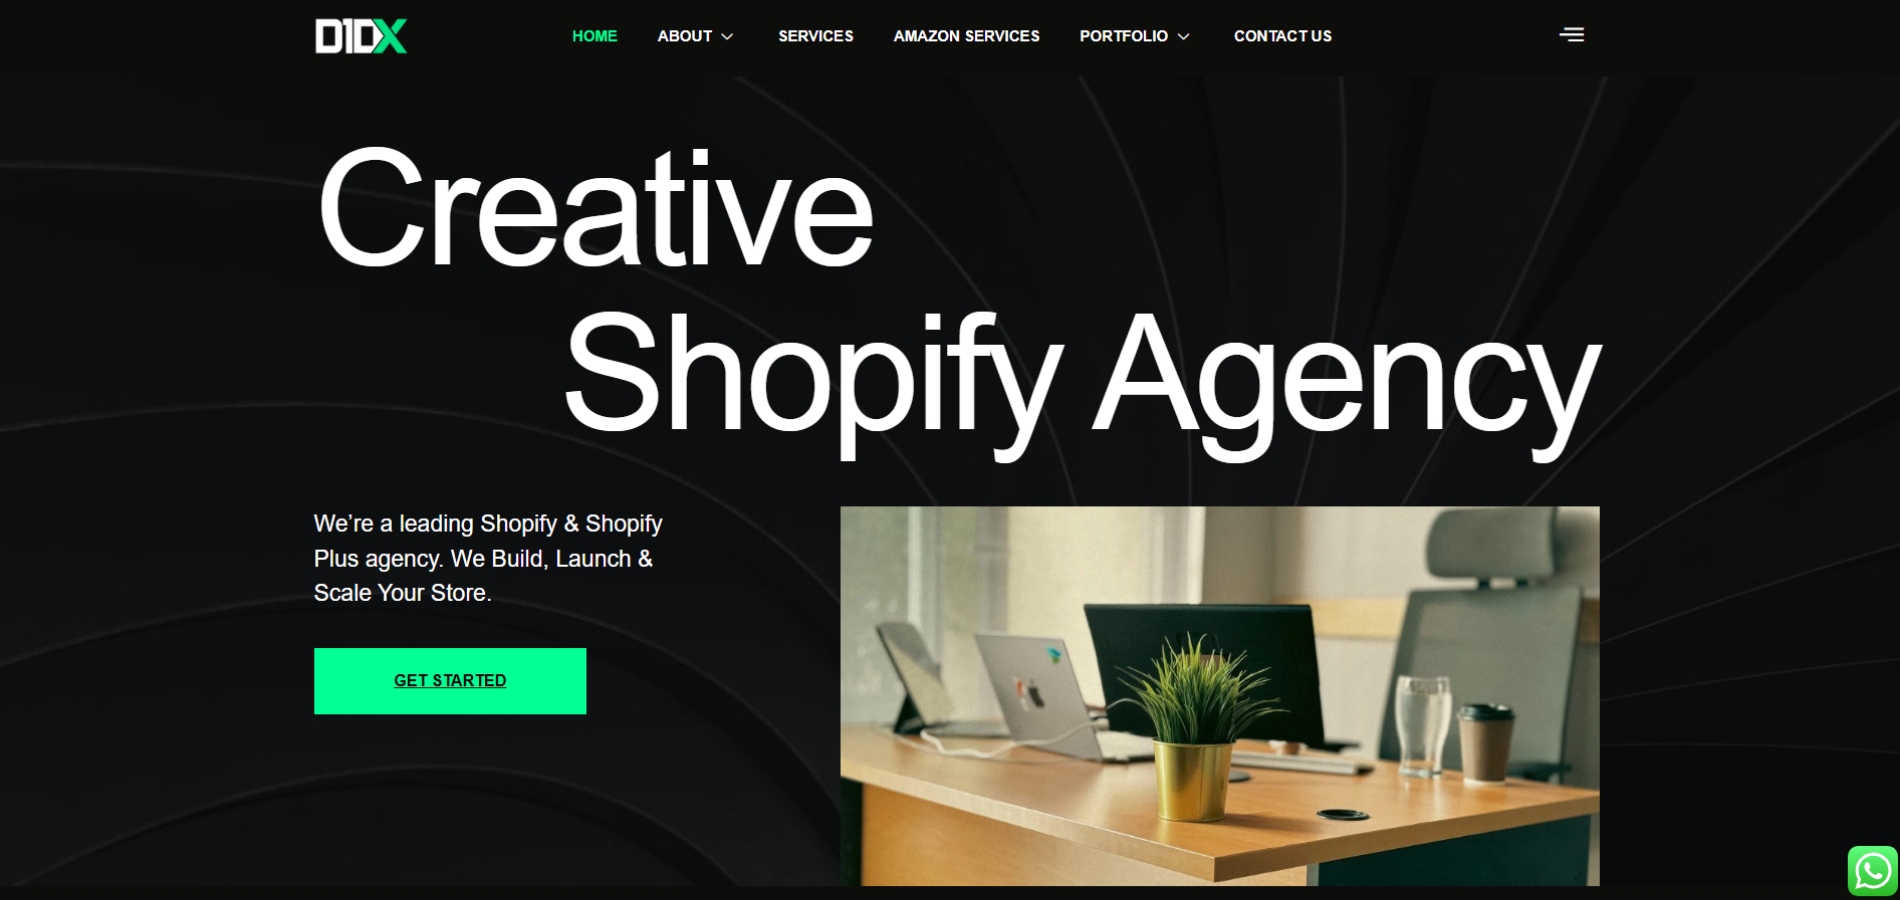 D1DX
HOME
ABOUT
SERVICES
AMAZON SERVICES
PORTFOLIO
CONTACT US
Creative
Shopify Agency
We’re a leading Shopify & Shopify
Plus agency. We Build, Launch &
Scale Your Store.
GET STARTED